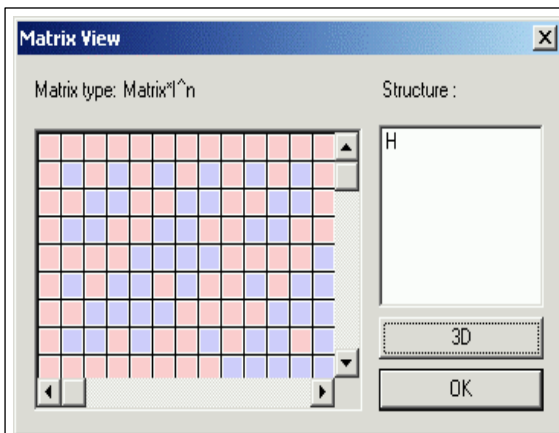 Matrix View
Matrix type: Matrix*I^n
Structure :
H
3D
OK